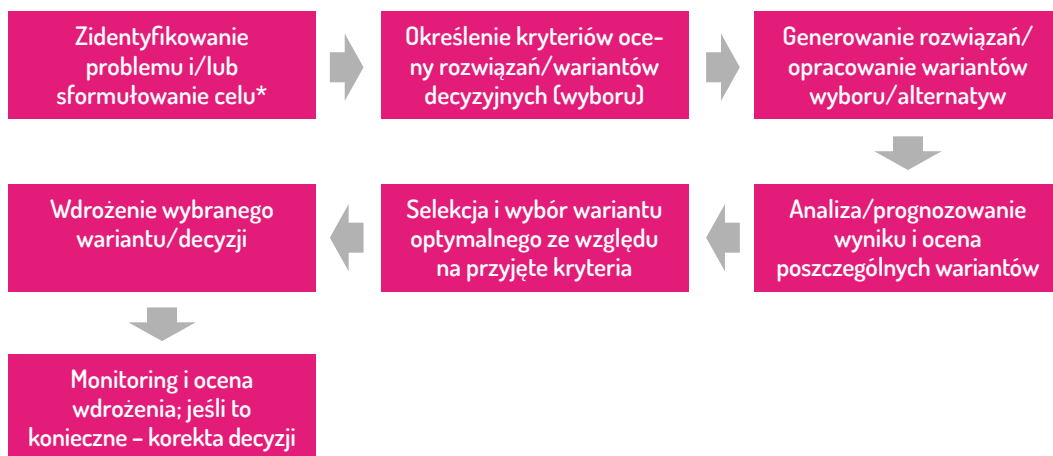 Zidentyfikowanie
problemu i/lub
sformułowanie celu*
Określenie kryteriów oce-
ny rozwiązań/wariantów
decyzyjnych (wyboru)
Generowanie rozwiązań/
opracowanie wariantów
wyboru/alternatyw
Analiza/prognozowanie
wyniku i ocena
poszczególnych wariantów
Selekcja i wybór wariantu
optymalnego ze względu
na przyjęte kryteria
Wdrożenie wybranego
wariantu/decyzji
Monitoring i ocena
wdrożenia; jeśli to
konieczne – korekta decyzji